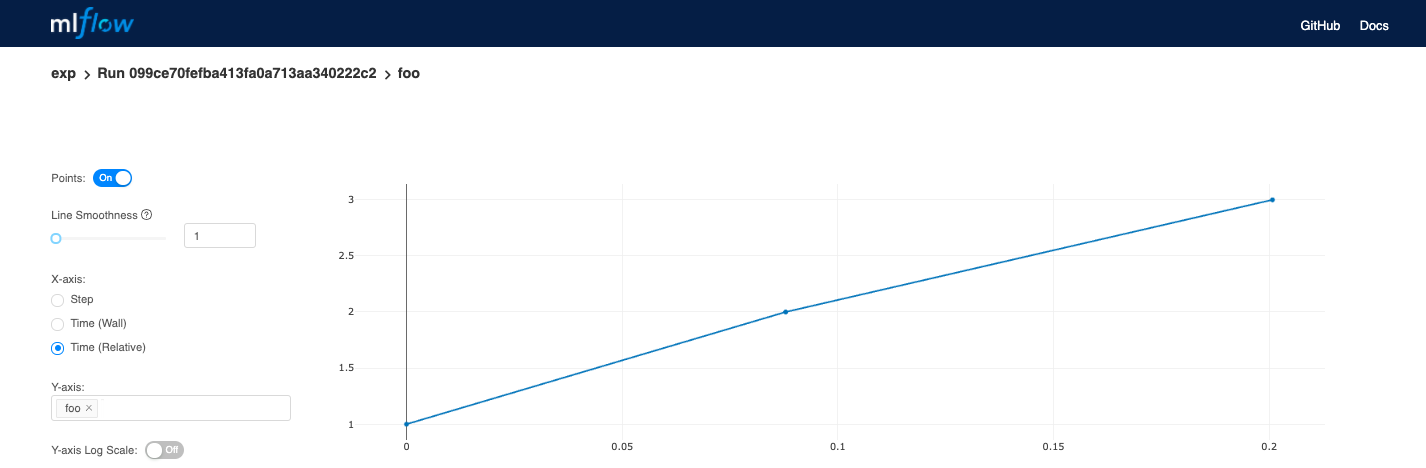 mlflow
GitHub Docs
exp > Run 099ce70fefba413fa0a713aa340222c2 > foo
Points: On
Line Smoothness ?
1
X-axis:
Step
Time (Wall)
Time (Relative)
Y-axis:
foo ×
Y-axis Log Scale: Off
3
2.5
2
1.5
1
0 0.05 0.1 0.15 0.2